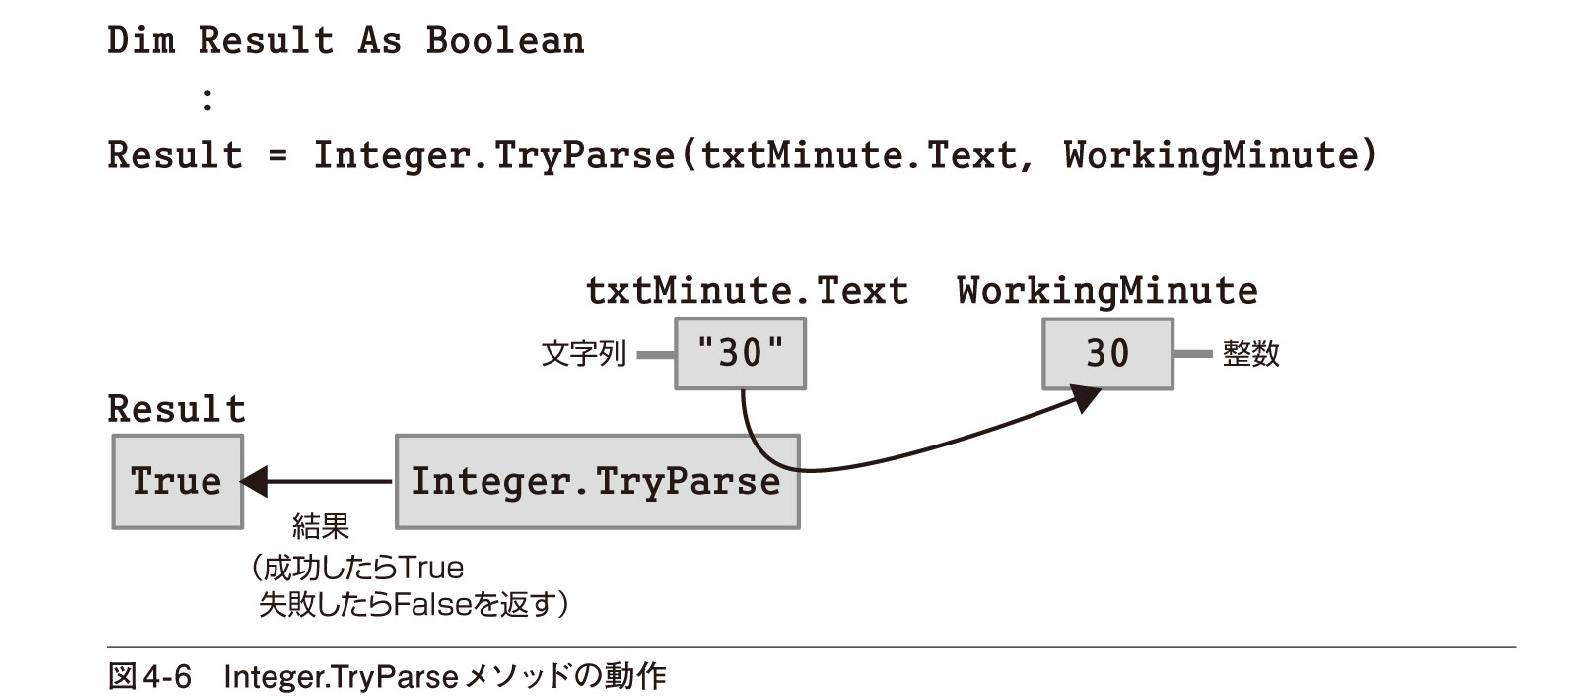 Dim Result As Boolean
:
Result = Integer.TryParse(txtMinute.Text, WorkingMinute)
txtMinute.Text WorkingMinute
文字列 "30" 30 整数
Result
True Integer.TryParse
結果
（成功したらTrue
失敗したらFalseを返す）
図4-6 Integer.TryParseメソッドの動作